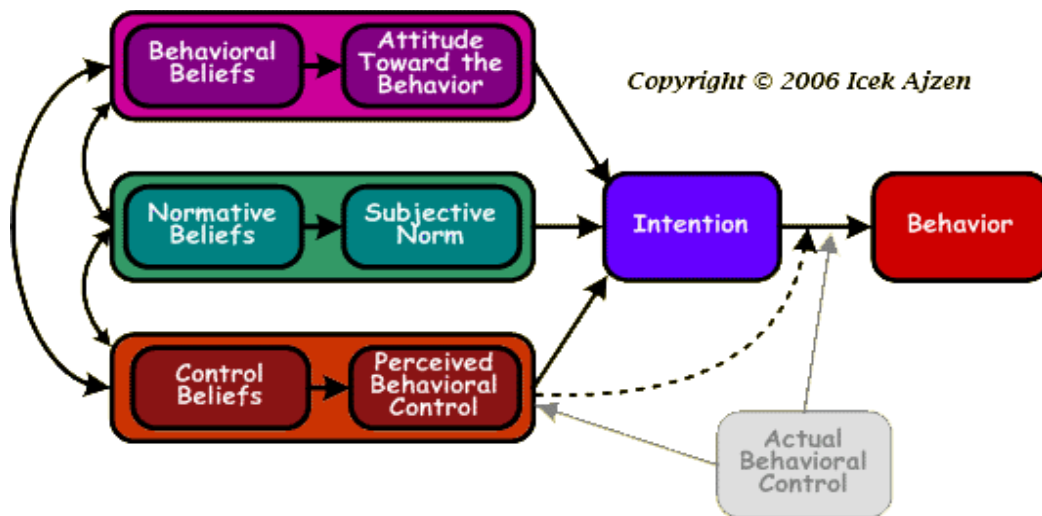 Behavioral
Beliefs
Attitude
Toward the
Behavior
Copyright © 2006 Icek Ajzen
Normative
Beliefs
Subjective
Norm
Intention
Behavior
Control
Beliefs
Perceived
Behavioral
Control
Actual
Behavioral
Control